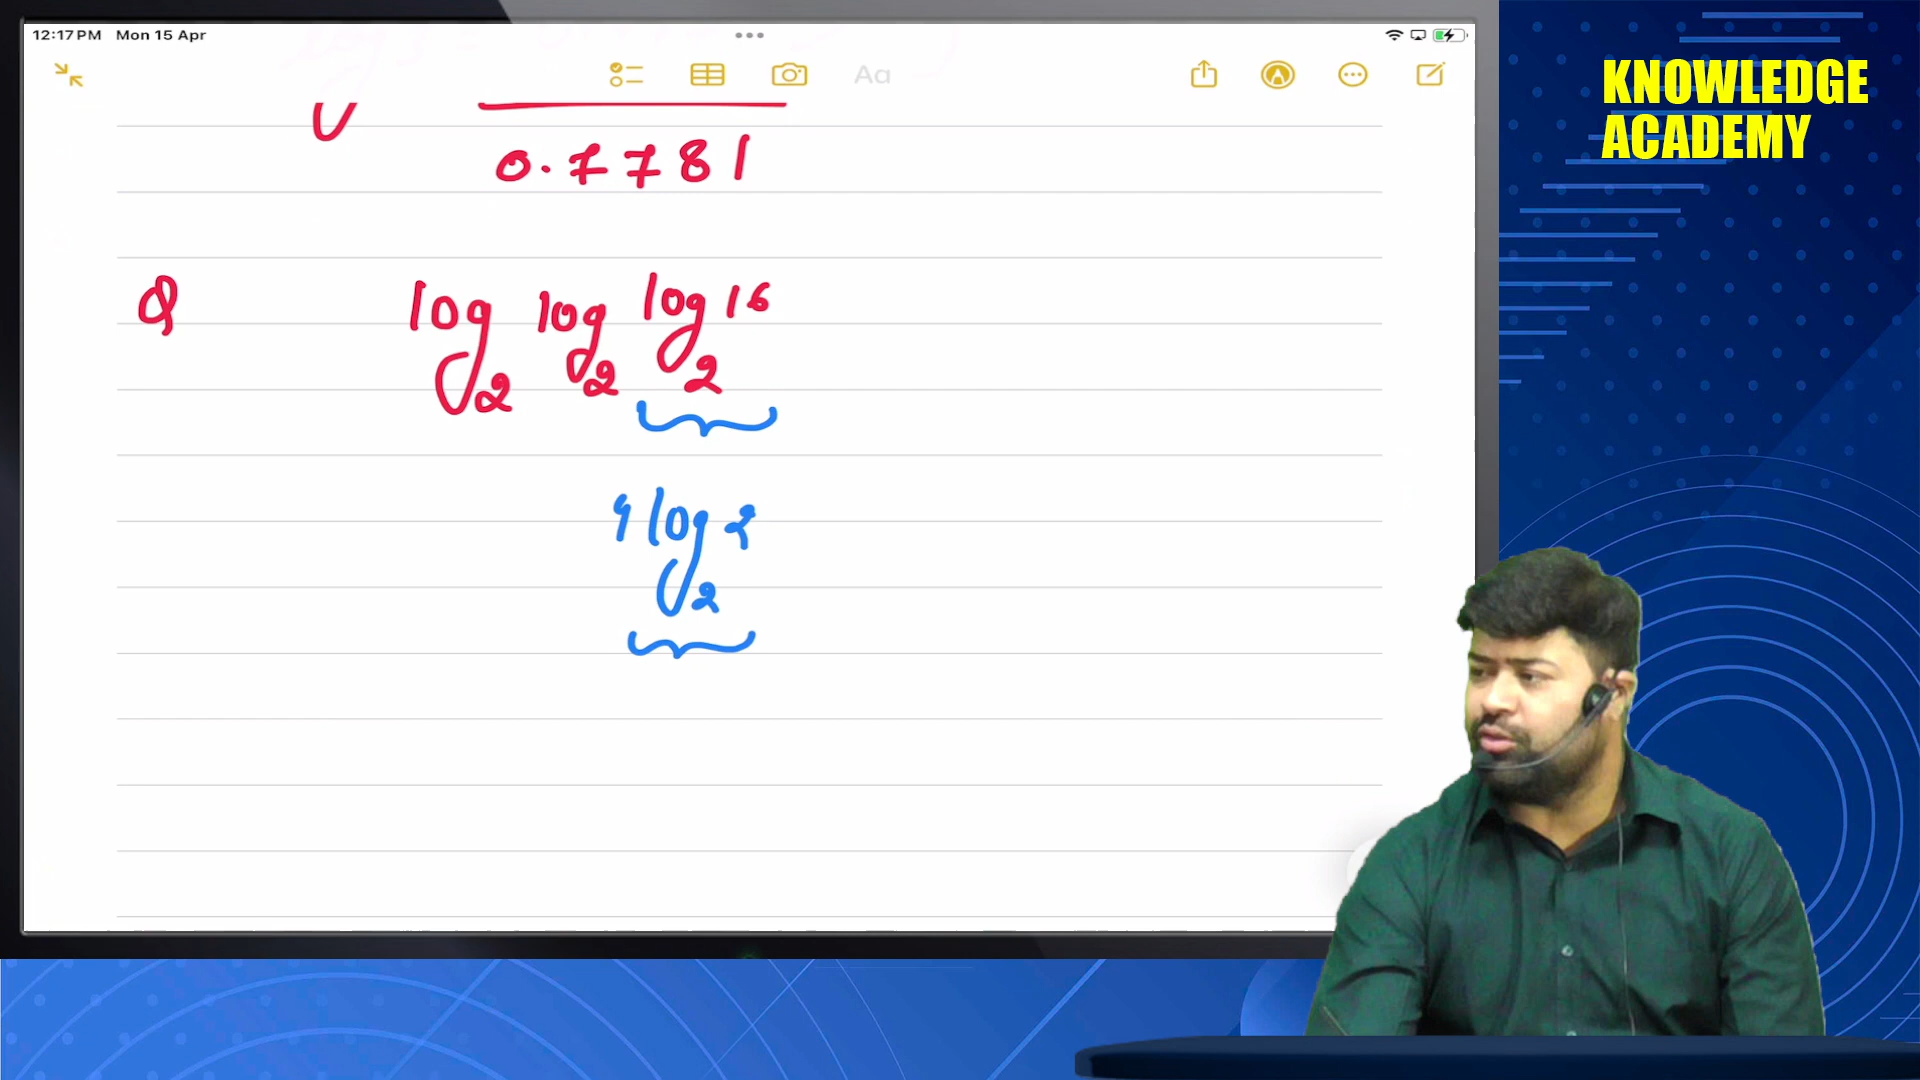 12:17 PM Mon 15 Apr
Aa
KNOWLEDGE
ACADEMY
0.7781
Q log₂ log₂ log₂ 16
4 log₂ 2